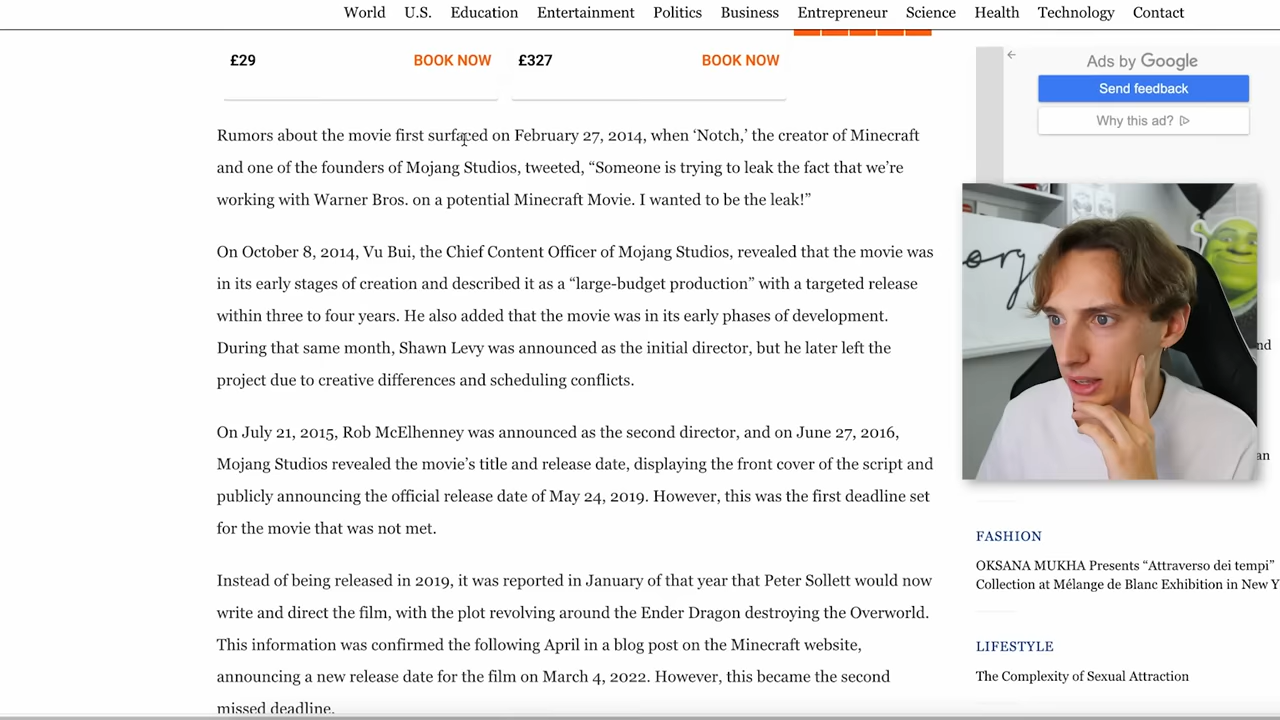 World U.S. Education Entertainment Politics Business Entrepreneur Science Health Technology Contact
£29 BOOK NOW £327 BOOK NOW
Ads by Google
Send feedback
Why this ad?
Rumors about the movie first surfaced on February 27, 2014, when ‘Notch,’ the creator of Minecraft
and one of the founders of Mojang Studios, tweeted, “Someone is trying to leak the fact that we’re
working with Warner Bros. on a potential Minecraft Movie. I wanted to be the leak!”
On October 8, 2014, Vu Bui, the Chief Content Officer of Mojang Studios, revealed that the movie was
in its early stages of creation and described it as a “large-budget production” with a targeted release
within three to four years. He also added that the movie was in its early phases of development.
During that same month, Shawn Levy was announced as the initial director, but he later left the
project due to creative differences and scheduling conflicts.
On July 21, 2015, Rob McElhenney was announced as the second director, and on June 27, 2016,
Mojang Studios revealed the movie’s title and release date, displaying the front cover of the script and
publicly announcing the official release date of May 24, 2019. However, this was the first deadline set
for the movie that was not met.
Instead of being released in 2019, it was reported in January of that year that Peter Sollett would now
write and direct the film, with the plot revolving around the Ender Dragon destroying the Overworld.
This information was confirmed the following April in a blog post on the Minecraft website,
announcing a new release date for the film on March 4, 2022. However, this became the second
missed deadline.
FASHION
OKSANA MUKHA Presents “Attraverso dei tempi”
Collection at Mélange de Blanc Exhibition in New Y
LIFESTYLE
The Complexity of Sexual Attraction